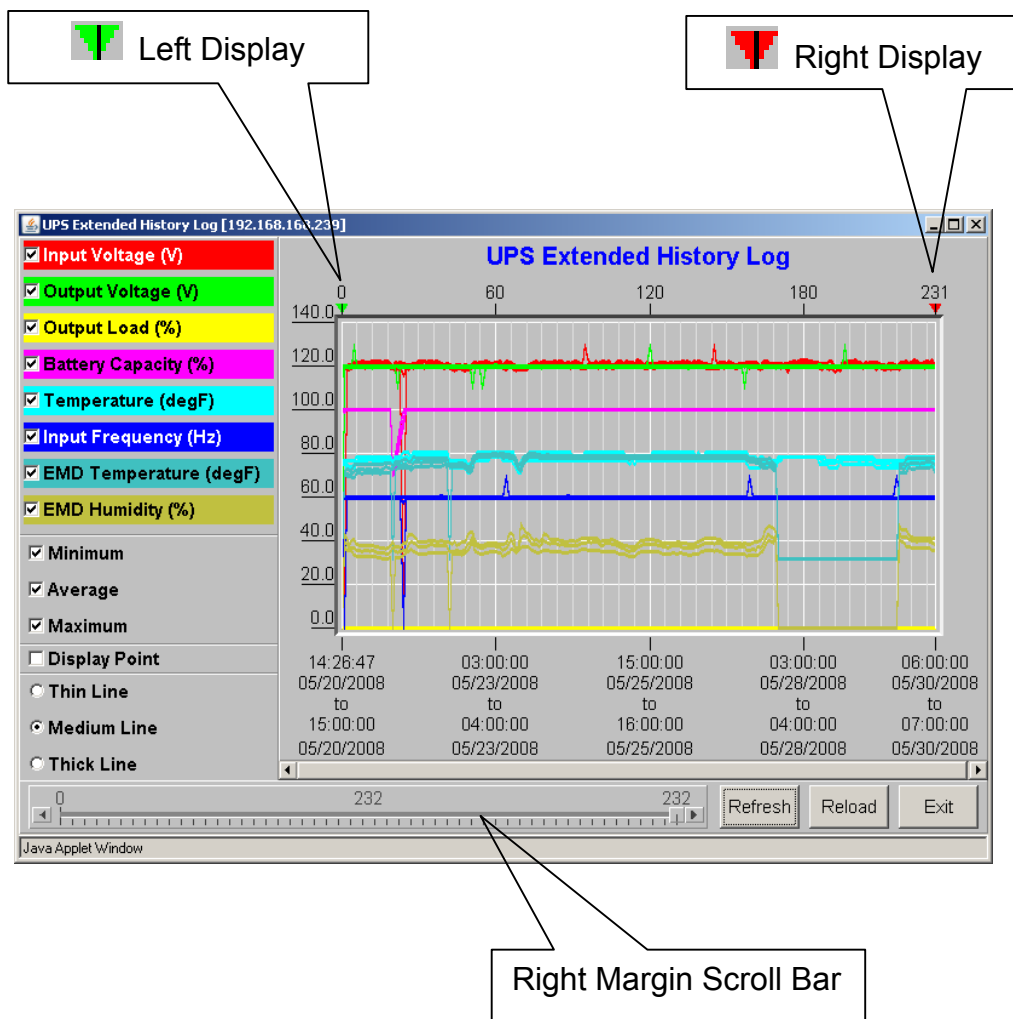 Left Display
Right Display
UPS Extended History Log [192.168.168.239]
Input Voltage (V)
Output Voltage (V)
Output Load (%)
Battery Capacity (%)
Temperature (degF)
Input Frequency (Hz)
EMD Temperature (degF)
EMD Humidity (%)
Minimum
Average
Maximum
Display Point
Thin Line
Medium Line
Thick Line
UPS Extended History Log
0 60 120 180 231
140.0
120.0
100.0
80.0
60.0
40.0
20.0
0.0
14:26:47 03:00:00 15:00:00 03:00:00 06:00:00
05/20/2008 05/23/2008 05/25/2008 05/28/2008 05/30/2008
to to to to to
15:00:00 04:00:00 16:00:00 04:00:00 07:00:00
05/20/2008 05/23/2008 05/25/2008 05/28/2008 05/30/2008
0 232 232
Refresh Reload Exit
Java Applet Window
Right Margin Scroll Bar